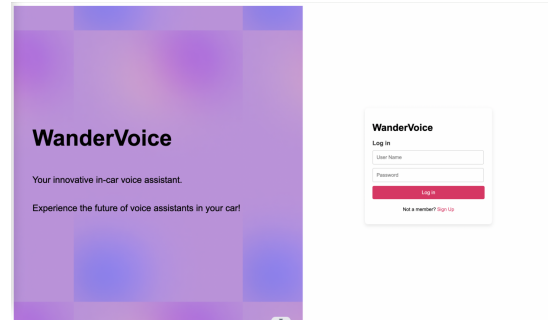 WanderVoice
Your innovative in-car voice assistant.
Experience the future of voice assistants in your car!
WanderVoice
Log in
User Name
Password
Log in
Not a member? Sign Up